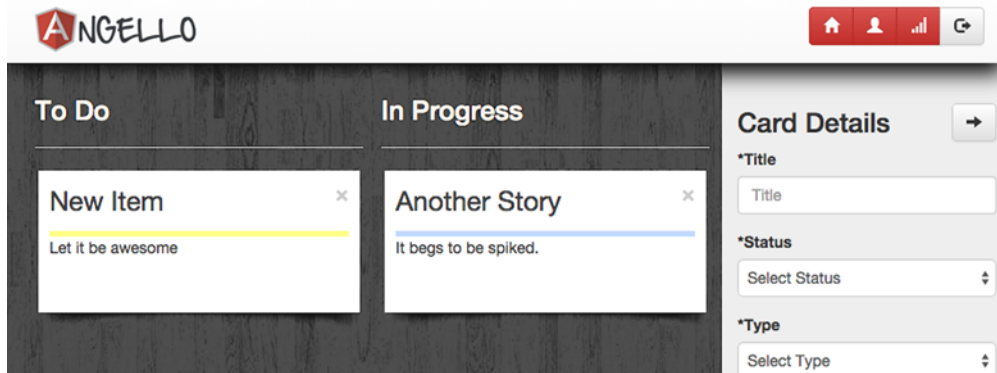 ANGELLO
To Do
In Progress
Card Details
*Title
Title
*Status
Select Status
*Type
Select Type
New Item
Let it be awesome
Another Story
It begs to be spiked.